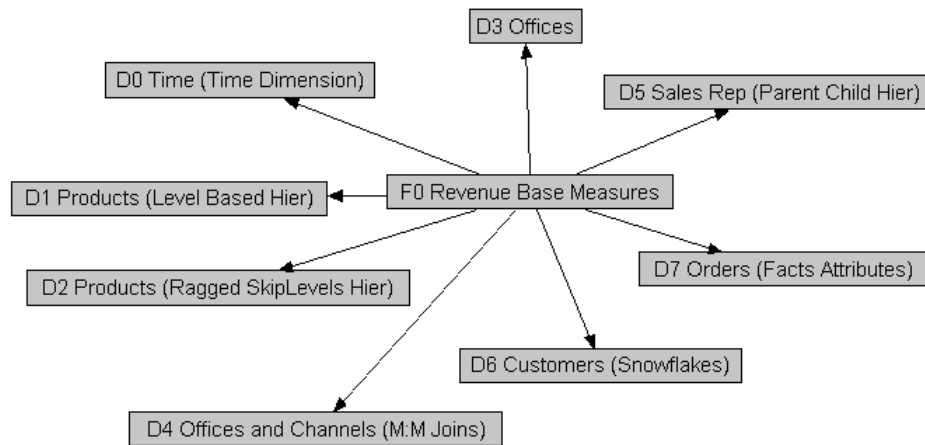 D3 Offices
D0 Time (Time Dimension)
D5 Sales Rep (Parent Child Hier)
D1 Products (Level Based Hier)
F0 Revenue Base Measures
D7 Orders (Facts Attributes)
D2 Products (Ragged SkipLevels Hier)
D6 Customers (Snowflakes)
D4 Offices and Channels (M:M Joins)